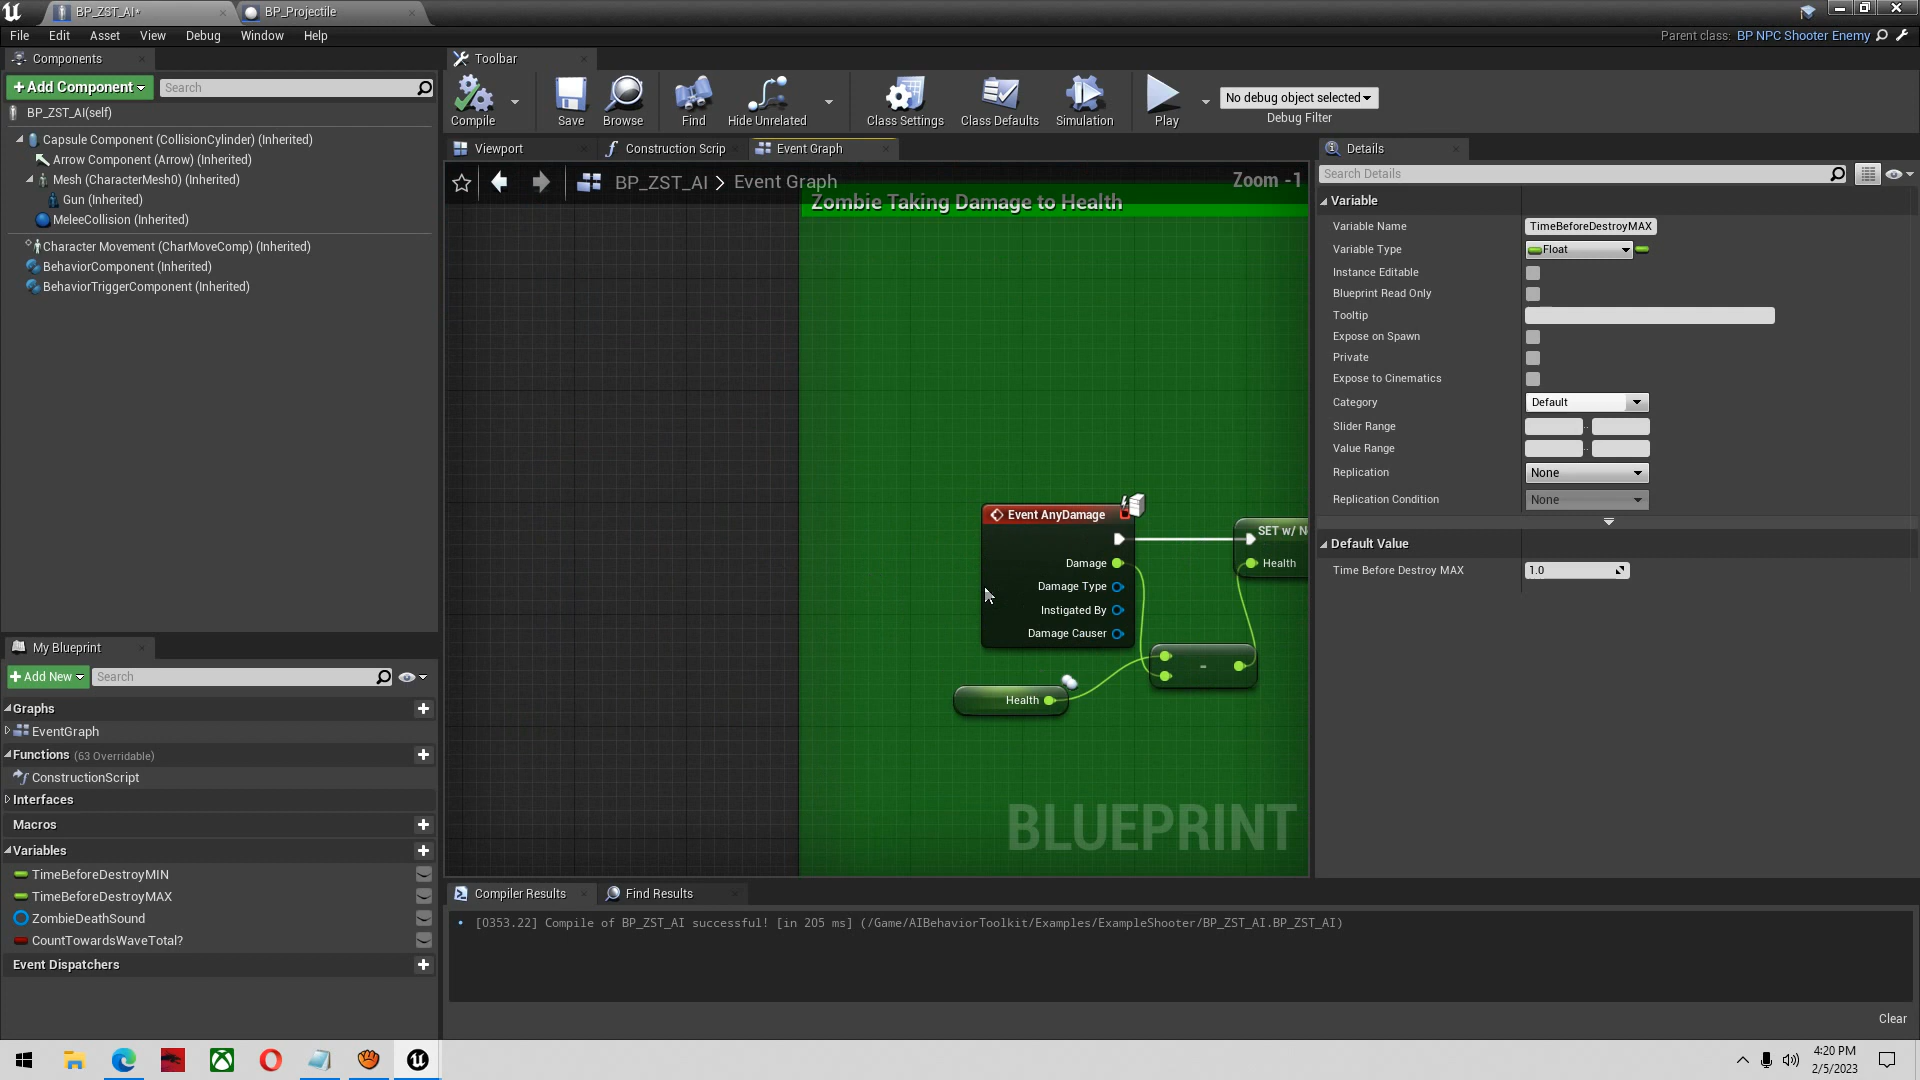 BP_ZST_AI*
BP_Projectile
File Edit Asset View Debug Window Help
Parent class: BP NPC Shooter Enemy
Components
Toolbar
+Add Component
Search
BP_ZST_AI(self)
Capsule Component (CollisionCylinder) (Inherited)
Arrow Component (Arrow) (Inherited)
Mesh (CharacterMesh0) (Inherited)
Gun (Inherited)
MeleeCollision (Inherited)
Character Movement (CharMoveComp) (Inherited)
BehaviorComponent (Inherited)
BehaviorTriggerComponent (Inherited)
Compile
Save
Browse
Find
Hide Unrelated
Class Settings
Class Defaults
Simulation
Play
No debug object selected
Debug Filter
Viewport
Construction Scrip
Event Graph
BP_ZST_AI > Event Graph
Zoom -1
Zombie Taking Damage to Health
Event AnyDamage
Damage
Damage Type
Instigated By
Damage Causer
SET w/ N
Health
-
Health
BLUEPRINT
Details
Search Details
Variable
Variable Name TimeBeforeDestroyMAX
Variable Type Float
Instance Editable
Blueprint Read Only
Tooltip
Expose on Spawn
Private
Expose to Cinematics
Category Default
Slider Range
Value Range
Replication None
Replication Condition None
Default Value
Time Before Destroy MAX 1.0
My Blueprint
+Add New
Search
Graphs
EventGraph
Functions (63 Overridable)
ConstructionScript
Interfaces
Macros
Variables
TimeBeforeDestroyMIN
TimeBeforeDestroyMAX
ZombieDeathSound
CountTowardsWaveTotal?
Event Dispatchers
Compiler Results
Find Results
[0353.22] Compile of BP_ZST_AI successful! [in 205 ms] (/Game/AIBehaviorToolkit/Examples/ExampleShooter/BP_ZST_AI.BP_ZST_AI)
Clear
4:20 PM
2/5/2023